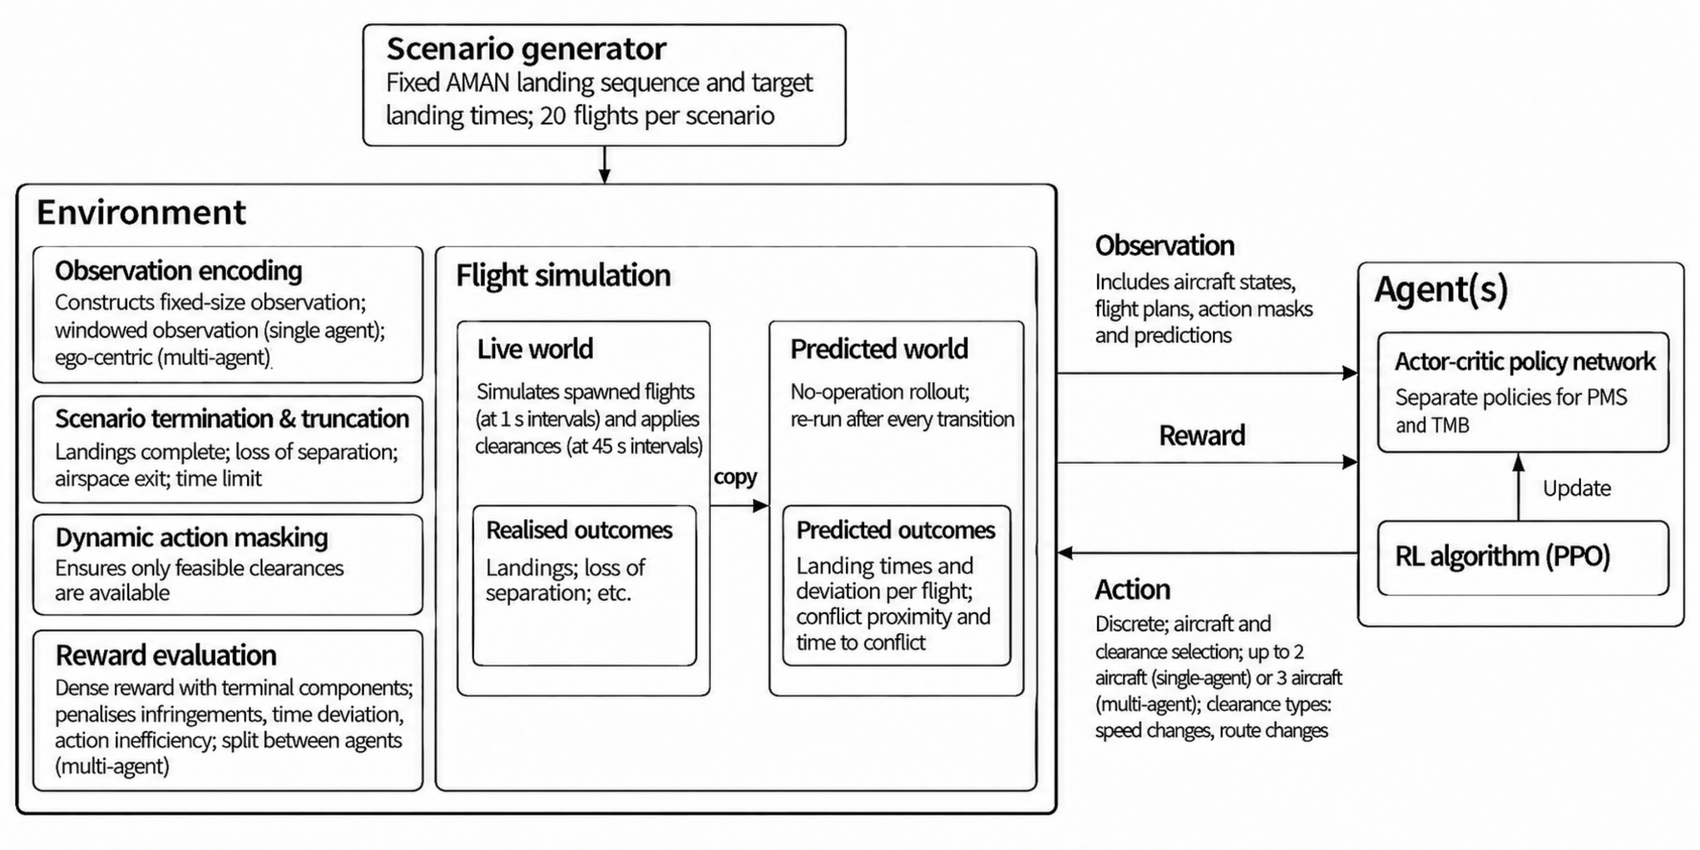 Scenario generator
Fixed AMAN landing sequence and target
landing times; 20 flights per scenario
Environment
Observation encoding
Constructs fixed-size observation;
windowed observation (single agent);
ego-centric (multi-agent).
Scenario termination & truncation
Landings complete; loss of separation;
airspace exit; time limit
Dynamic action masking
Ensures only feasible clearances
are available
Reward evaluation
Dense reward with terminal components;
penalises infringements, time deviation,
action inefficiency; split between agents
(multi-agent)
Flight simulation
Live world
Simulates spawned flights
(at 1 s intervals) and applies
clearances (at 45 s intervals)
Realised outcomes
Landings; loss of
separation; etc.
copy
Predicted world
No-operation rollout;
re-run after every transition
Predicted outcomes
Landing times and
deviation per flight;
conflict proximity and
time to conflict
Observation
Includes aircraft states,
flight plans, action masks
and predictions
Reward
Action
Discrete; aircraft and
clearance selection; up to 2
aircraft (single-agent) or 3 aircraft
(multi-agent); clearance types:
speed changes, route changes
Agent(s)
Actor-critic policy network
Separate policies for PMS
and TMB
Update
RL algorithm (PPO)